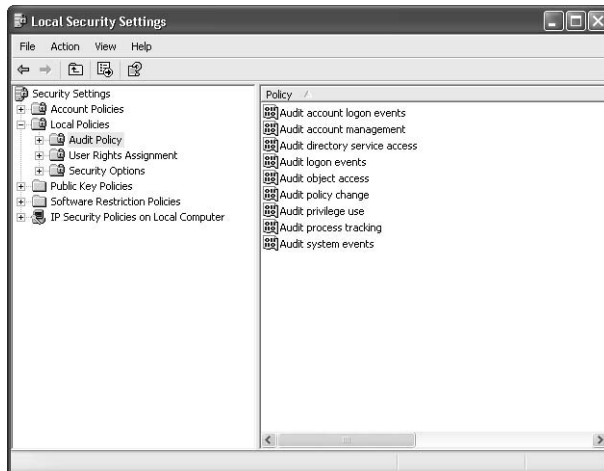 Local Security Settings
File Action View Help
Security Settings
Account Policies
Local Policies
Audit Policy
User Rights Assignment
Security Options
Public Key Policies
Software Restriction Policies
IP Security Policies on Local Computer
Policy
Audit account logon events
Audit account management
Audit directory service access
Audit logon events
Audit object access
Audit policy change
Audit privilege use
Audit process tracking
Audit system events